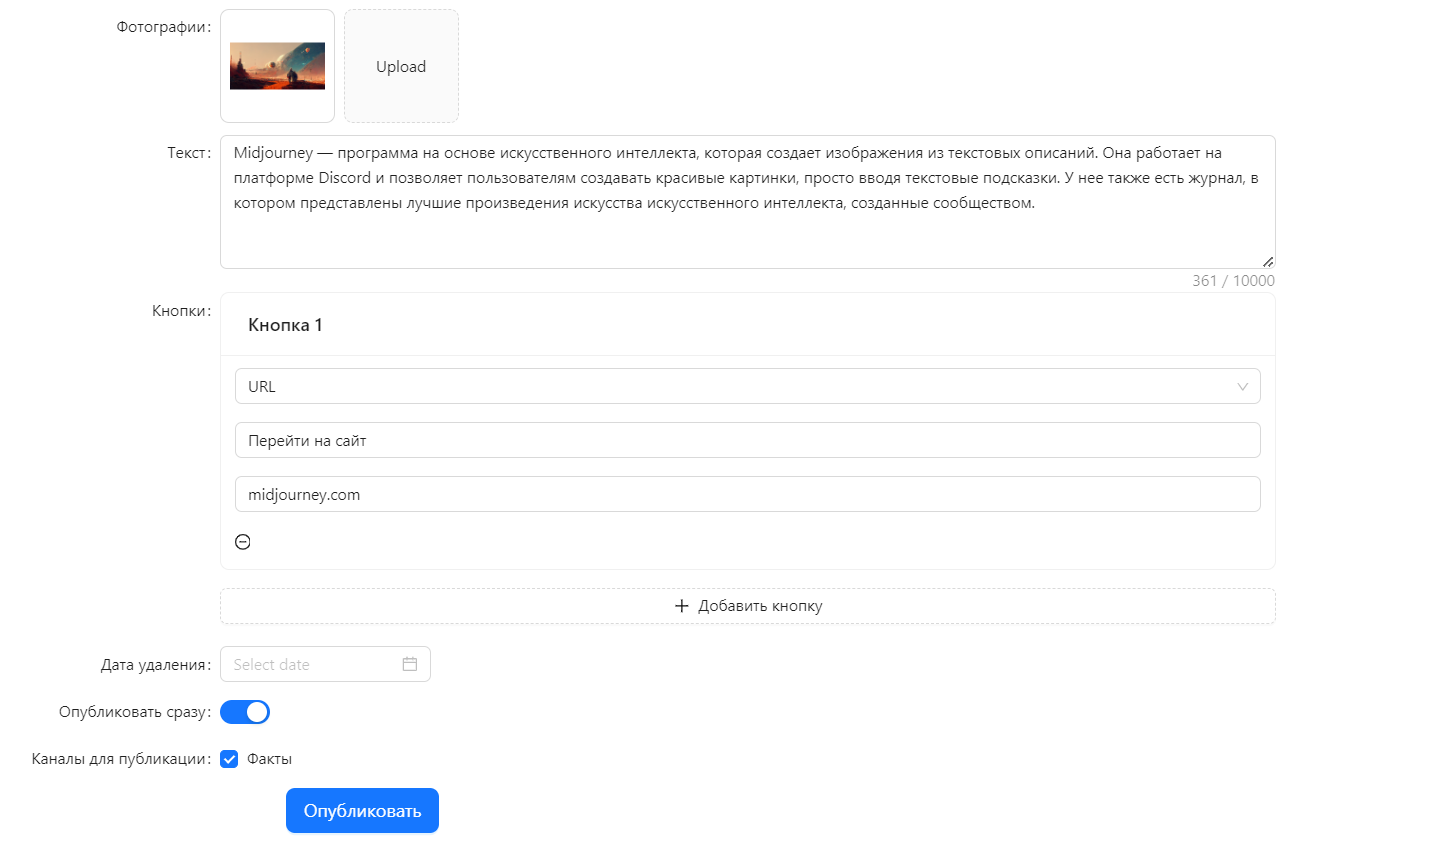 Фотографии:
Upload
Текст:
Midjourney — программа на основе искусственного интеллекта, которая создает изображения из текстовых описаний. Она работает на
платформе Discord и позволяет пользователям создавать красивые картинки, просто вводя текстовые подсказки. У нее также есть журнал, в
котором представлены лучшие произведения искусства искусственного интеллекта, созданные сообществом.
361 / 10000
Кнопки:
Кнопка 1
URL
Перейти на сайт
midjourney.com
Добавить кнопку
Дата удаления:
Select date
Опубликовать сразу:
Каналы для публикации:
Факты
Опубликовать